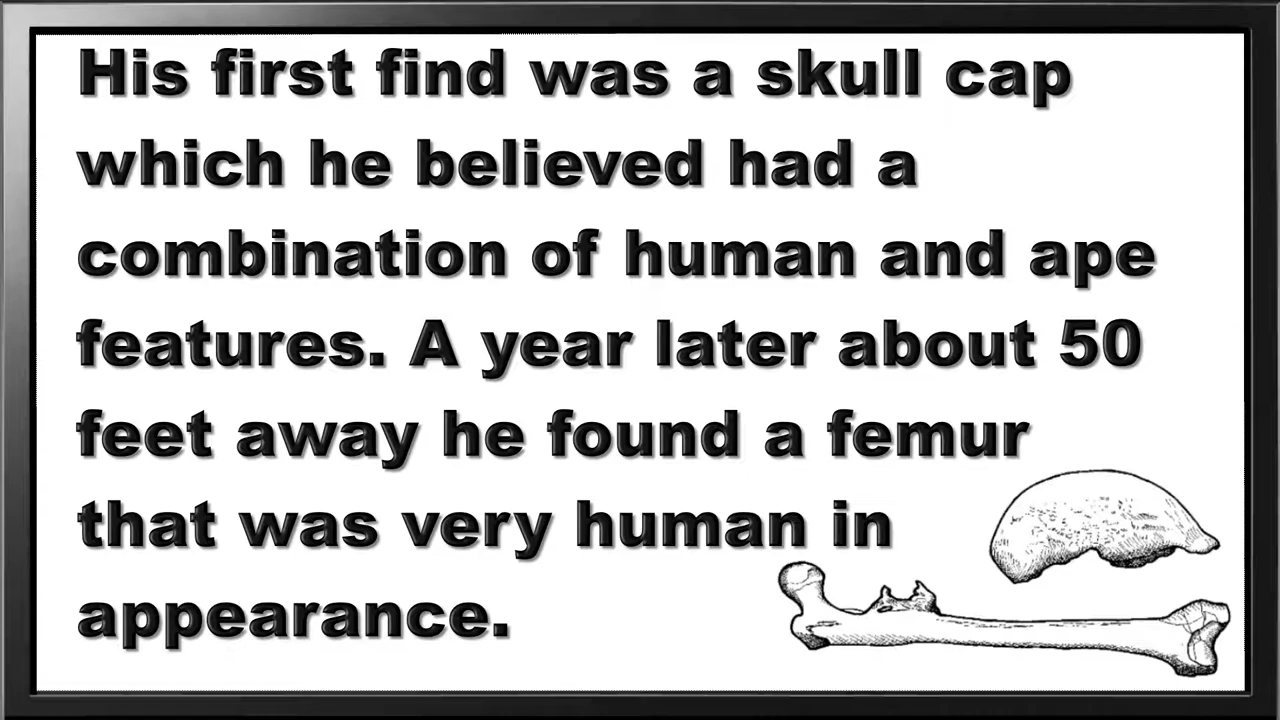 His first find was a skull cap
which he believed had a
combination of human and ape
features. A year later about 50
feet away he found a femur
that was very human in
appearance.